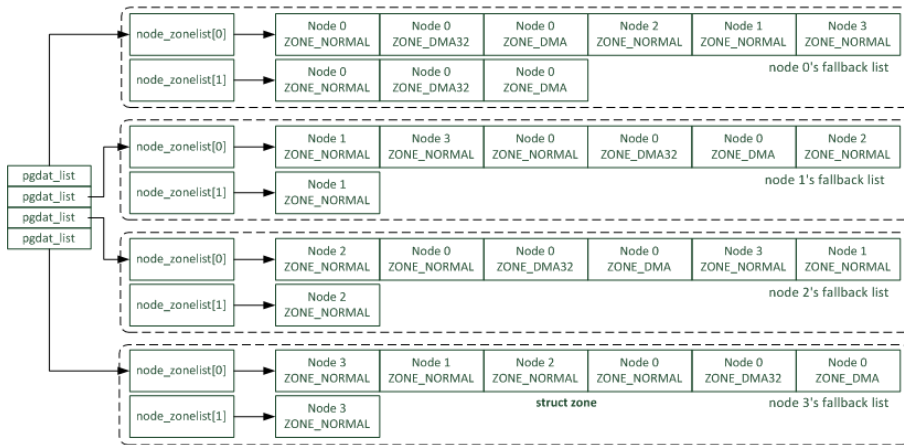 node_zonelist[0]
Node 0 Node 0 Node 0 Node 2 Node 1 Node 3
ZONE_NORMAL ZONE_DMA32 ZONE_DMA ZONE_NORMAL ZONE_NORMAL ZONE_NORMAL
node 0's fallback list
node_zonelist[1]
Node 0 Node 0 Node 0
ZONE_NORMAL ZONE_DMA32 ZONE_DMA
node_zonelist[0]
Node 1 Node 3 Node 0 Node 0 Node 0 Node 2
ZONE_NORMAL ZONE_NORMAL ZONE_NORMAL ZONE_DMA32 ZONE_DMA ZONE_NORMAL
node 1's fallback list
node_zonelist[1]
Node 1
ZONE_NORMAL
pgdat_list
pgdat_list
pgdat_list
pgdat_list
node_zonelist[0]
Node 2 Node 0 Node 0 Node 0 Node 3 Node 1
ZONE_NORMAL ZONE_NORMAL ZONE_DMA32 ZONE_DMA ZONE_NORMAL ZONE_NORMAL
node 2's fallback list
node_zonelist[1]
Node 2
ZONE_NORMAL
node_zonelist[0]
Node 3 Node 1 Node 2 Node 0 Node 0 Node 0
ZONE_NORMAL ZONE_NORMAL ZONE_NORMAL ZONE_NORMAL ZONE_DMA32 ZONE_DMA
struct zone
node 3's fallback list
node_zonelist[1]
Node 3
ZONE_NORMAL